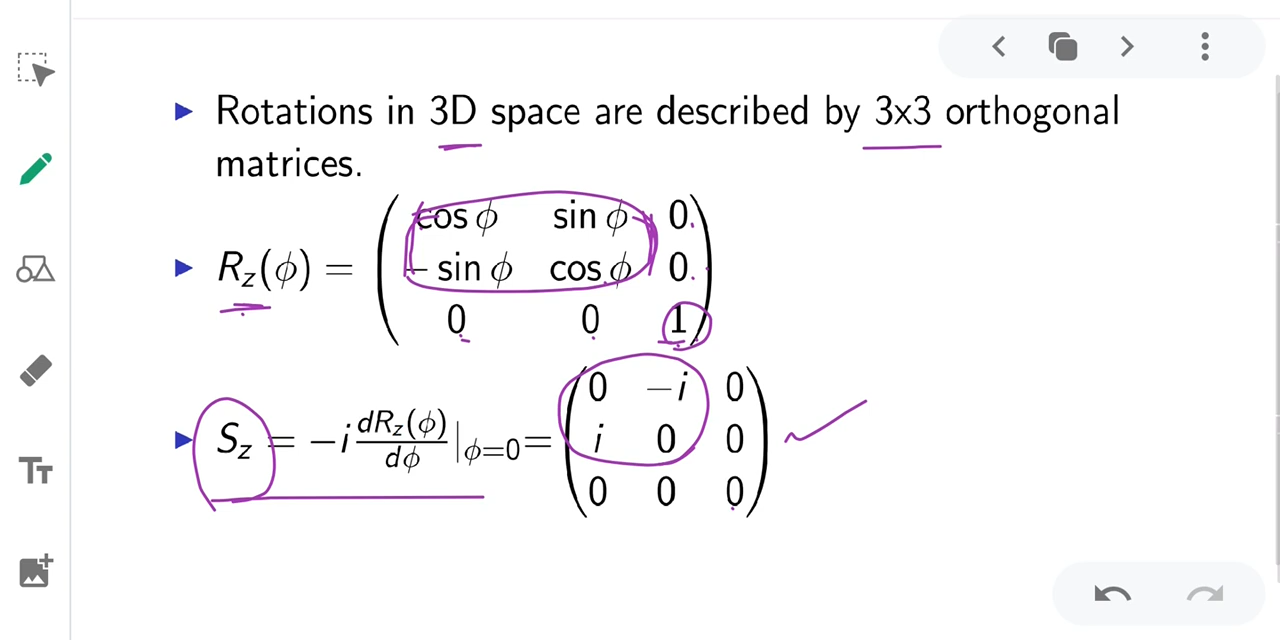 Rotations in 3D space are described by 3x3 orthogonal
matrices.
R_z(ϕ) = ( cos ϕ sin ϕ 0
− sin ϕ cos ϕ 0
0 0 1 )
S_z = −i dR_z(ϕ)/dϕ |_{ϕ=0} = ( 0 −i 0
i 0 0
0 0 0 )
Tт